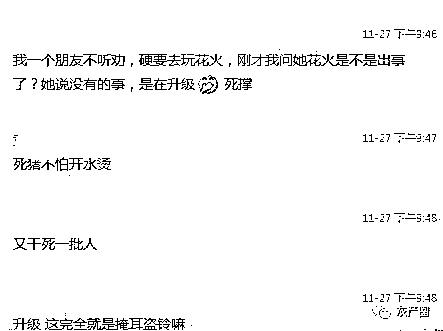 11-27 下午9:46
我一个朋友不听劝，硬要去玩花火，刚才我问她花火是不是出事
了？她说没有的事，是在升级 死撑
11-27 下午9:47
死猪不怕开水烫
11-27 下午9:48
又干死一批人
11-27 下午9:48
升级 这完全就是掩耳盗铃嘛
灰产圈